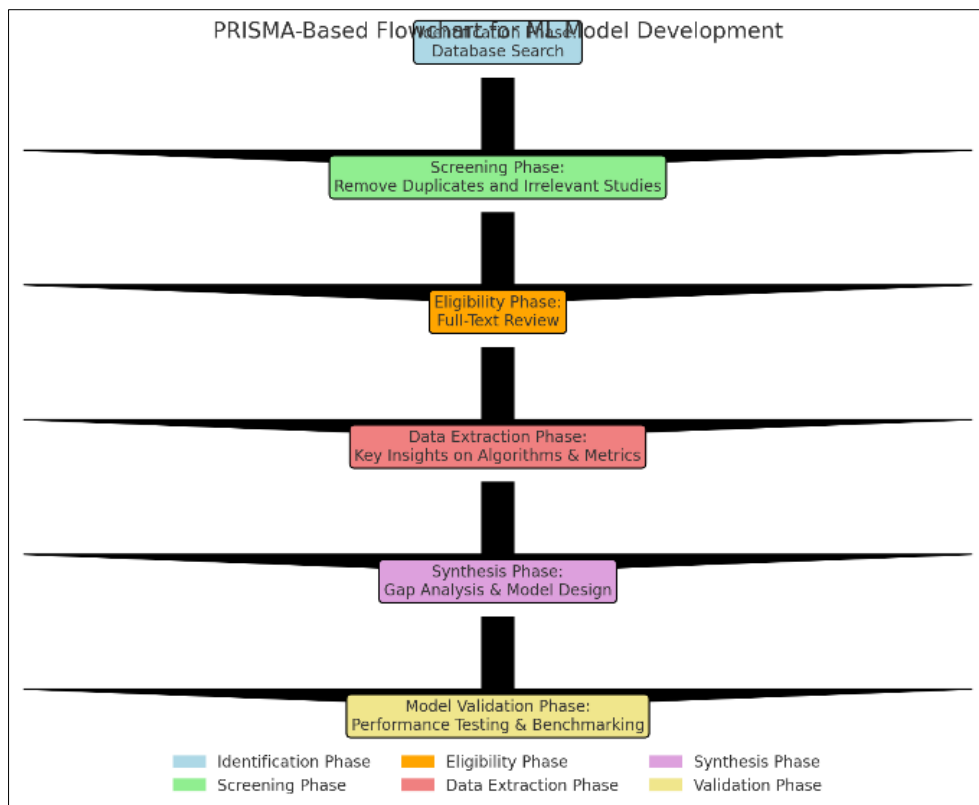 PRISMA-Based Flowchart for ML Model Development
Identification Phase:
Database Search
Screening Phase:
Remove Duplicates and Irrelevant Studies
Eligibility Phase:
Full-Text Review
Data Extraction Phase:
Key Insights on Algorithms & Metrics
Synthesis Phase:
Gap Analysis & Model Design
Model Validation Phase:
Performance Testing & Benchmarking
Identification Phase
Eligibility Phase
Synthesis Phase
Screening Phase
Data Extraction Phase
Validation Phase